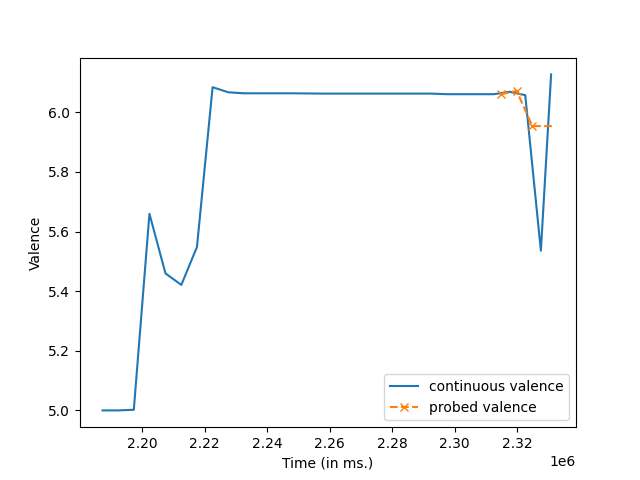 6.0
5.8
5.6
5.4
5.2
5.0
Valence
2.20 2.22 2.24 2.26 2.28 2.30 2.32
1e6
Time (in ms.)
continuous valence
probed valence